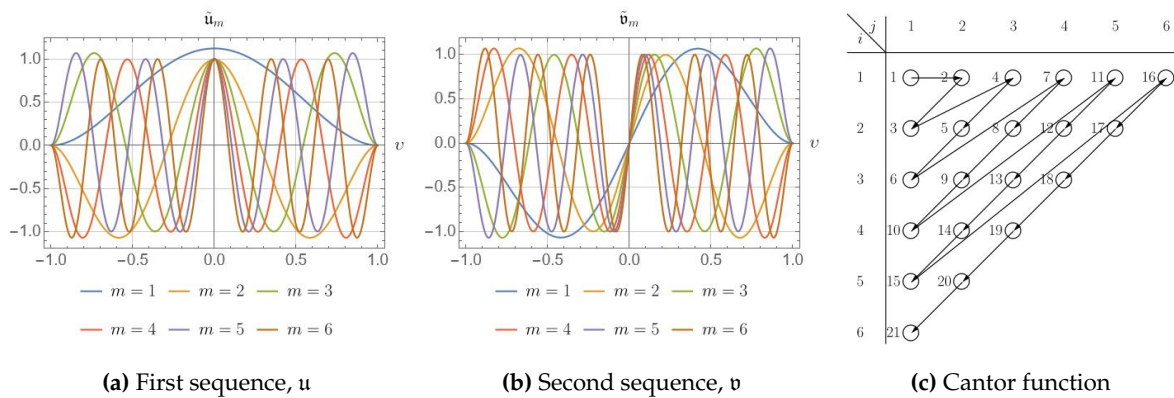 ũₘ
1.0
0.5
0.0
−0.5
−1.0
−1.0 −0.5 0.0 0.5 1.0
v
m = 1 m = 2 m = 3
m = 4 m = 5 m = 6
(a) First sequence, 𝔲
𝔳̃ₘ
1.0
0.5
0.0
−0.5
−1.0
−1.0 −0.5 0.0 0.5 1.0
v
m = 1 m = 2 m = 3
m = 4 m = 5 m = 6
(b) Second sequence, 𝔳
i j 1 2 3 4 5 6
1 1 2 4 7 11 16
2 3 5 8 12 17
3 6 9 13 18
4 10 14 19
5 15 20
6 21
(c) Cantor function